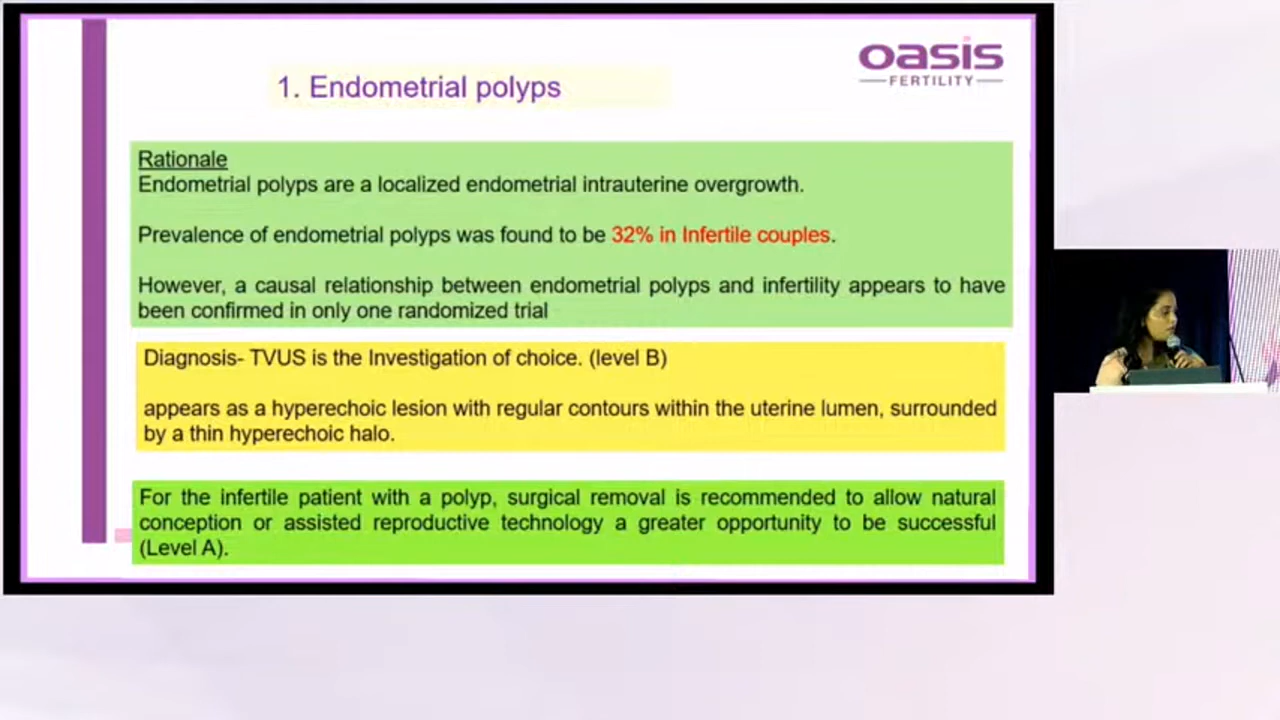 oasis
FERTILITY
1. Endometrial polyps
Rationale
Endometrial polyps are a localized endometrial intrauterine overgrowth.
Prevalence of endometrial polyps was found to be 32% in Infertile couples.
However, a causal relationship between endometrial polyps and infertility appears to have
been confirmed in only one randomized trial
Diagnosis- TVUS is the Investigation of choice. (level B)
appears as a hyperechoic lesion with regular contours within the uterine lumen, surrounded
by a thin hyperechoic halo.
For the infertile patient with a polyp, surgical removal is recommended to allow natural
conception or assisted reproductive technology a greater opportunity to be successful
(Level A).